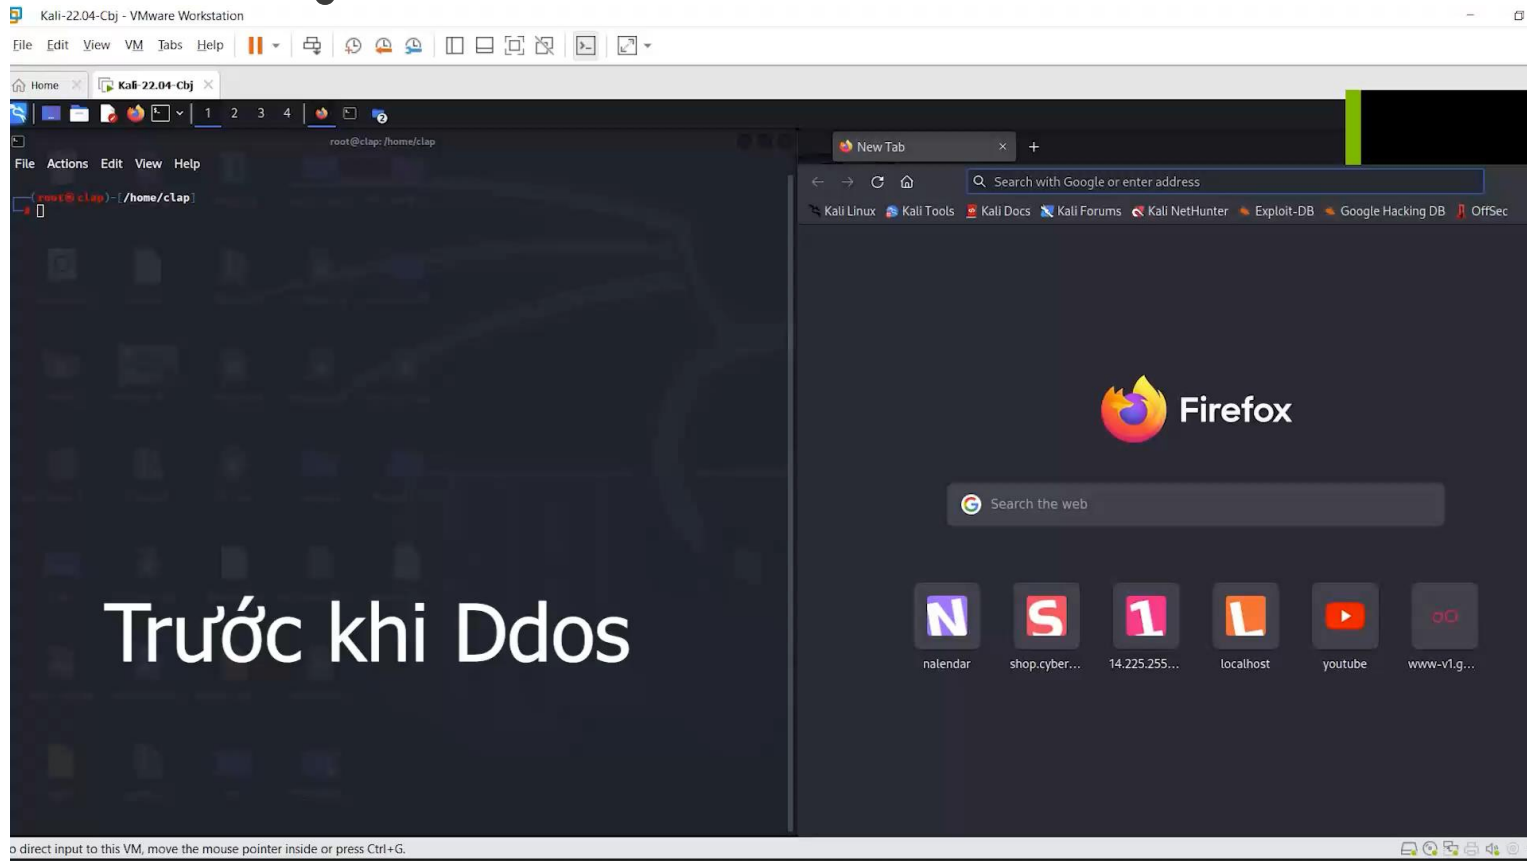 Kali-22.04-Cbj - VMware Workstation
File Edit View VM Tabs Help
Home Kali-22.04-Cbj
1 2 3 4 2
root@clap: /home/clap
New Tab
File Actions Edit View Help
Search with Google or enter address
(root㉿clap)-[/home/clap]
#
Kali Linux Kali Tools Kali Docs Kali Forums Kali NetHunter Exploit-DB Google Hacking DB OffSec
Firefox
Search the web
Trước khi Ddos
N S 1 L
nalendar shop.cyber... 14.225.255... localhost youtube www-v1.g...
o direct input to this VM, move the mouse pointer inside or press Ctrl+G.